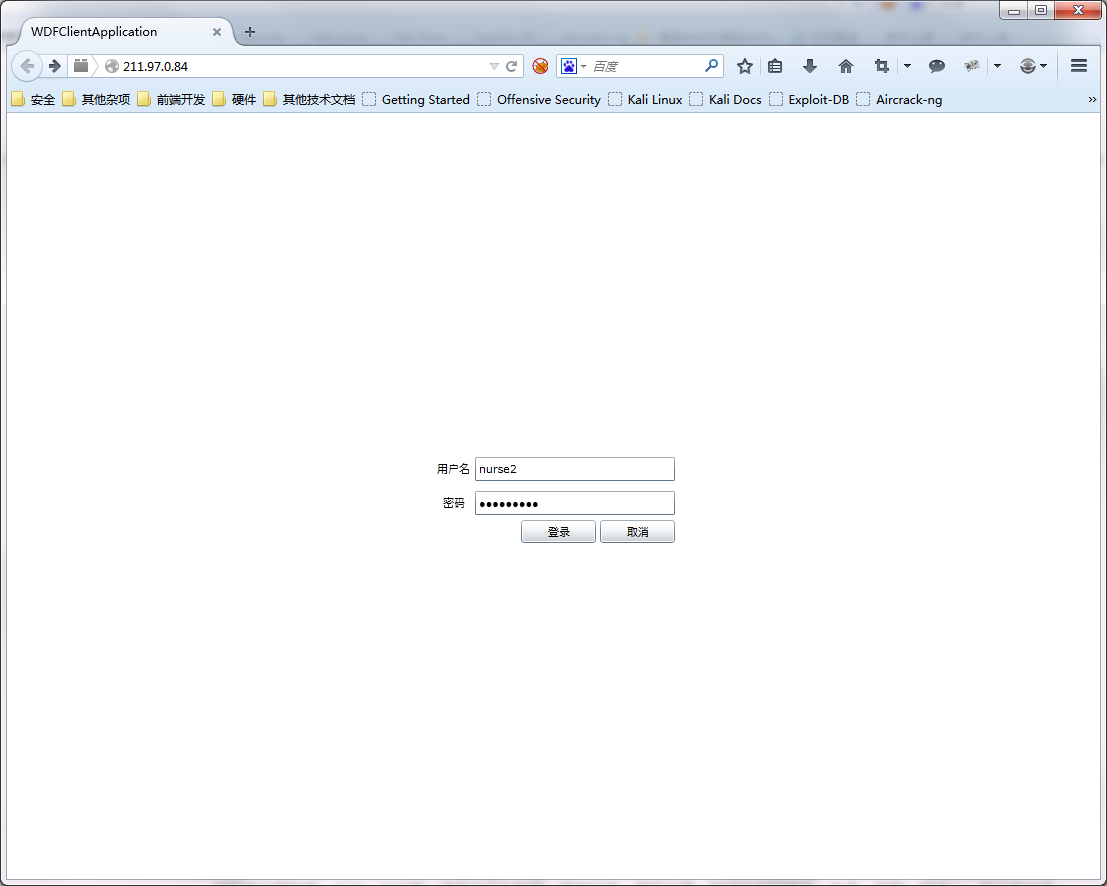 WDFClientApplication
211.97.0.84
百度
安全 其他杂项 前端开发 硬件 其他技术文档 Getting Started Offensive Security Kali Linux Kali Docs Exploit-DB Aircrack-ng »
用户名 nurse2
密码 •••••••••
登录 取消